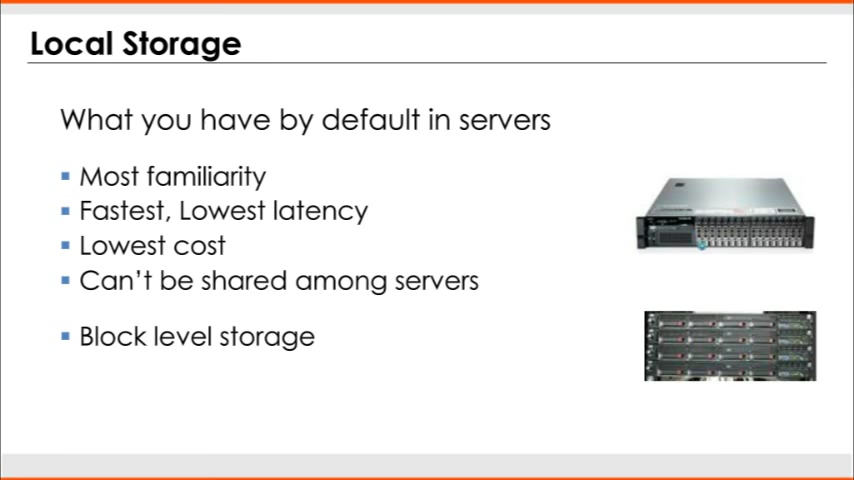 Local Storage
What you have by default in servers
▪ Most familiarity
▪ Fastest, Lowest latency
▪ Lowest cost
▪ Can't be shared among servers
▪ Block level storage